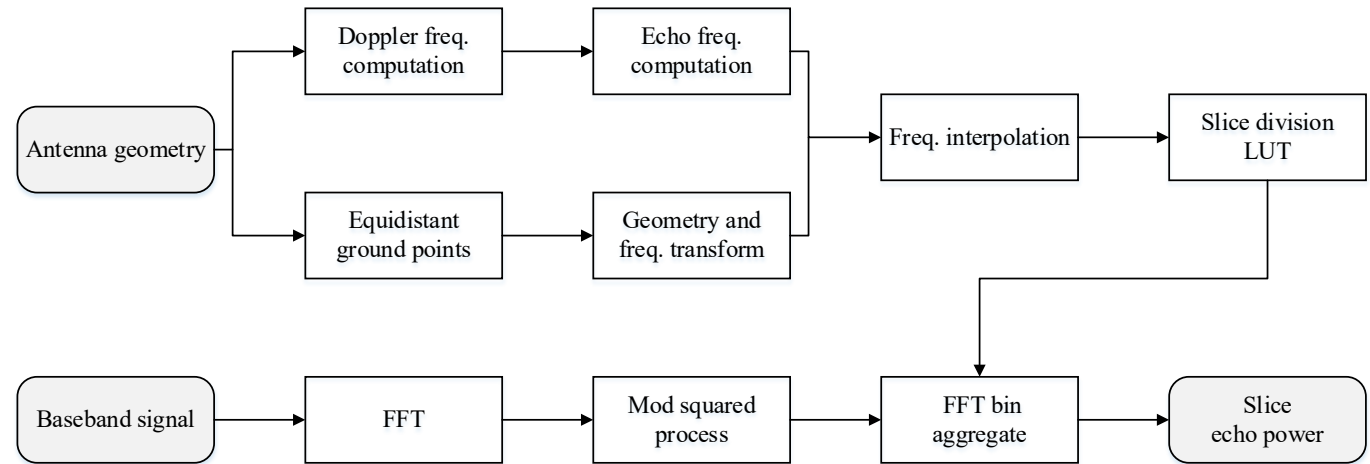 Doppler freq.
computation
Echo freq.
computation
Antenna geometry
Freq. interpolation
Slice division
LUT
Equidistant
ground points
Geometry and
freq. transform
Baseband signal
FFT
Mod squared
process
FFT bin
aggregate
Slice
echo power